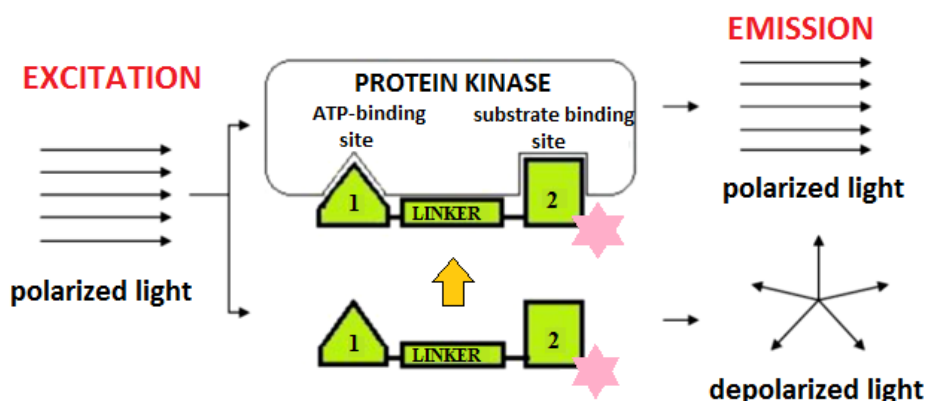 EXCITATION
polarized light
PROTEIN KINASE
ATP-binding
site
substrate binding
site
1
LINKER
2
1
LINKER
2
EMISSION
polarized light
depolarized light